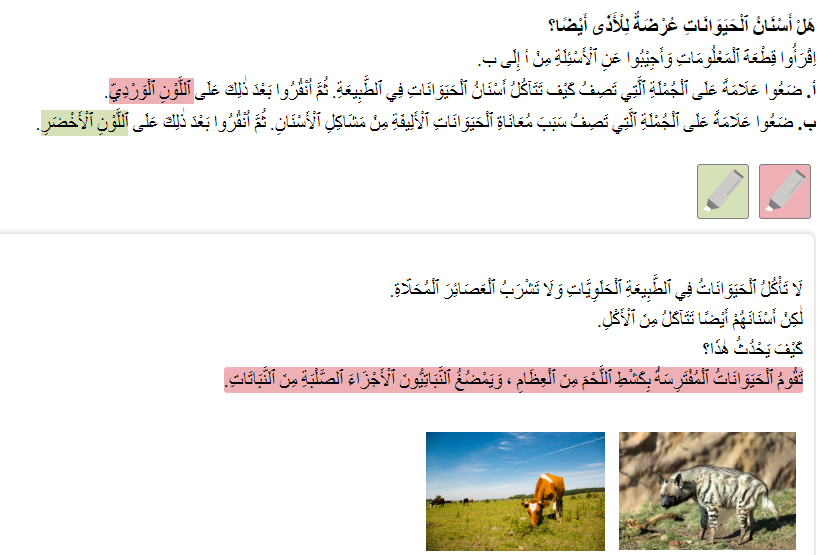 هَلْ أَسْنَانُ ٱلْحَيَوَانَاتِ عُرْضَةٌ لِلْأَذَى أَيْضًا؟
اِقْرَأُوا قِطْعَةَ ٱلْمَعْلُومَاتِ وَأَجِيبُوا عَنِ ٱلْأَسْئِلَةِ مِنْ أ إِلَى ب.
أ. ضَعُوا عَلَامَةً عَلَى ٱلْجُمْلَةِ ٱلَّتِي تَصِفُ كَيْف تَتَآكَلُ أَسْنَانُ ٱلْحَيَوَانَاتِ فِي ٱلطَّبِيعَةِ. ثُمَّ ٱنْقُرُوا بَعْدَ ذٰلِكَ عَلَى ٱللَّوْنِ ٱلْوَرْدِيِّ.
ب. ضَعُوا عَلَامَةً عَلَى ٱلْجُمْلَةِ ٱلَّتِي تَصِفُ سَبَبَ مُعَانَاةِ ٱلْحَيَوَانَاتِ ٱلْأَلِيفَةِ مِنْ مَشَاكِلِ ٱلْأَسْنَانِ. ثُمَّ ٱنْقُرُوا بَعْدَ ذٰلِكَ عَلَى ٱللَّوْنِ ٱلْأَخْضَرِ.
لَا تَأْكُلُ ٱلْحَيَوَانَاتُ فِي ٱلطَّبِيعَةِ ٱلْحَلَوِيَّاتِ وَلَا تَشْرَبُ ٱلْعَصَائِرَ ٱلْمُحَلَّاةِ.
لٰكِنْ أَسْنَانَهُمْ أَيْضًا تَتَآكَلُ مِنَ ٱلْأَكْلِ.
كَيْفَ يَحْدُثُ هٰذَا؟
تَقُومُ ٱلْحَيَوَانَاتُ ٱلْمُفْتَرِسَةُ بِكَشْطِ ٱللَّحْمِ مِنَ ٱلْعِظَامِ ، وَيَمْضُغُ ٱلنَّبَاتِيُّونَ ٱلْأَجْزَاءَ ٱلصَّلْبَةِ مِنَ ٱلنَّبَاتَاتِ.